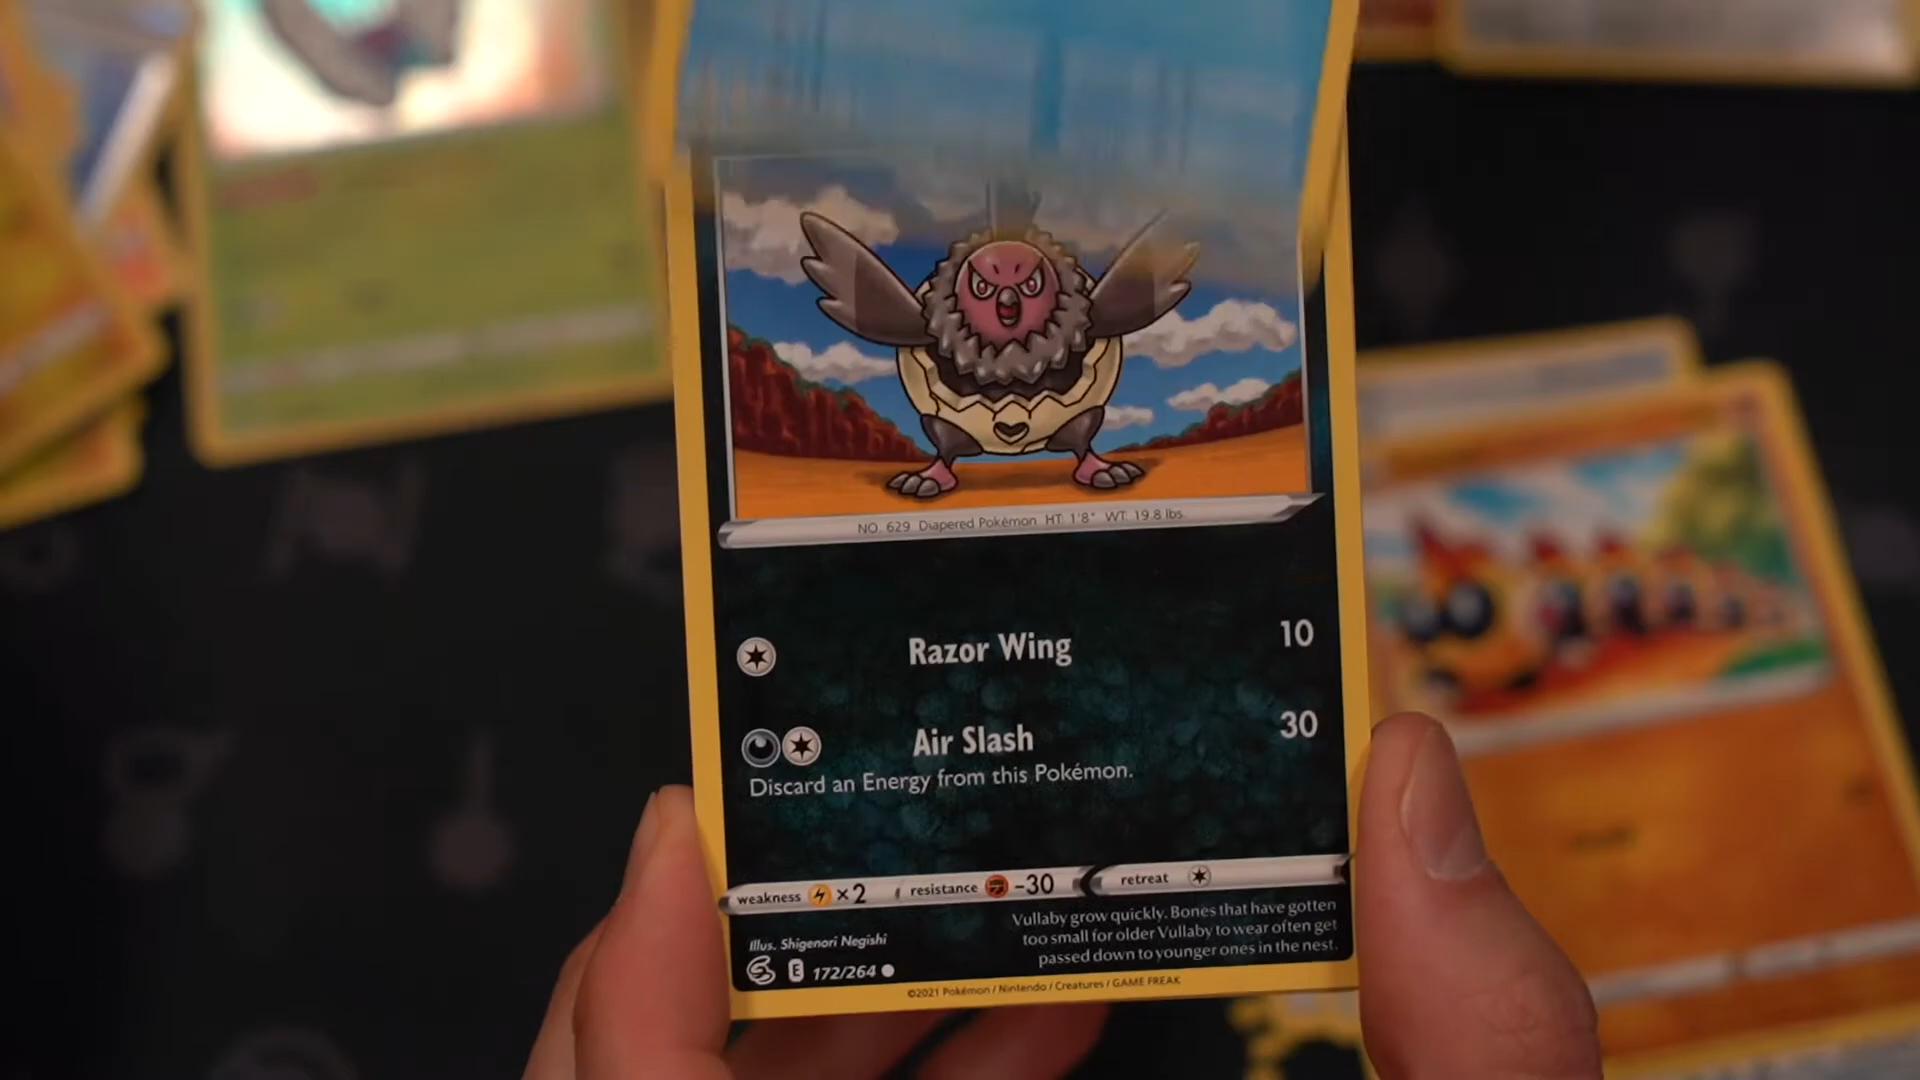 NO. 629 Diapered Pokémon HT: 1'8" WT: 19.8 lbs.
Razor Wing 10
Air Slash 30
Discard an Energy from this Pokémon.
weakness ×2 resistance -30 retreat
Vullaby grow quickly. Bones that have gotten
too small for older Vullaby to wear often get
passed down to younger ones in the nest.
Illus. Shigenori Negishi
E 172/264
©2021 Pokémon / Nintendo / Creatures / GAME FREAK